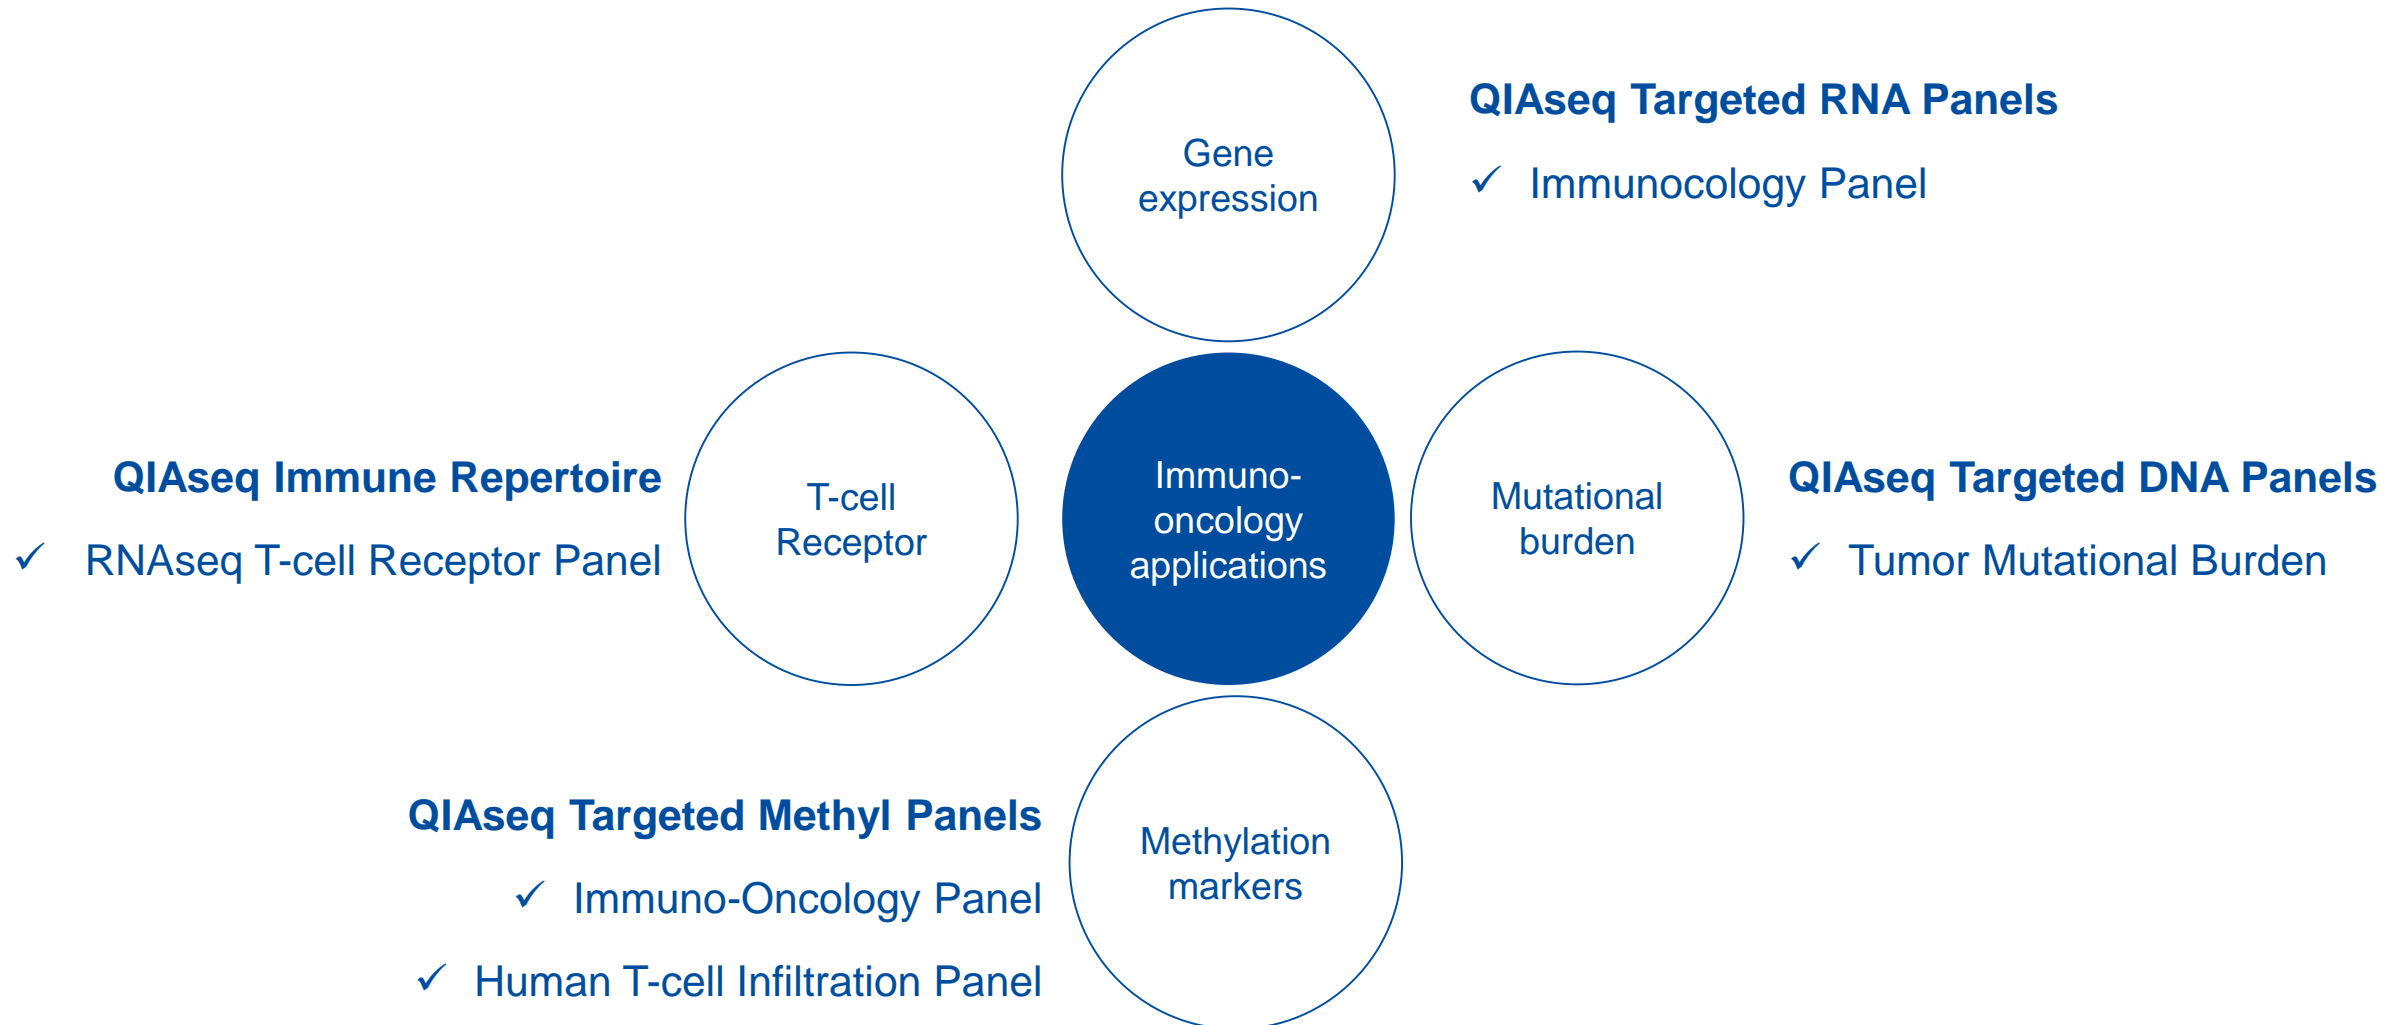 Gene
expression
QIAseq Targeted RNA Panels
✓ Immunocology Panel
QIAseq Immune Repertoire
✓ RNAseq T-cell Receptor Panel
T-cell
Receptor
Immuno-
oncology
applications
Mutational
burden
QIAseq Targeted DNA Panels
✓ Tumor Mutational Burden
QIAseq Targeted Methyl Panels
✓ Immuno-Oncology Panel
✓ Human T-cell Infiltration Panel
Methylation
markers